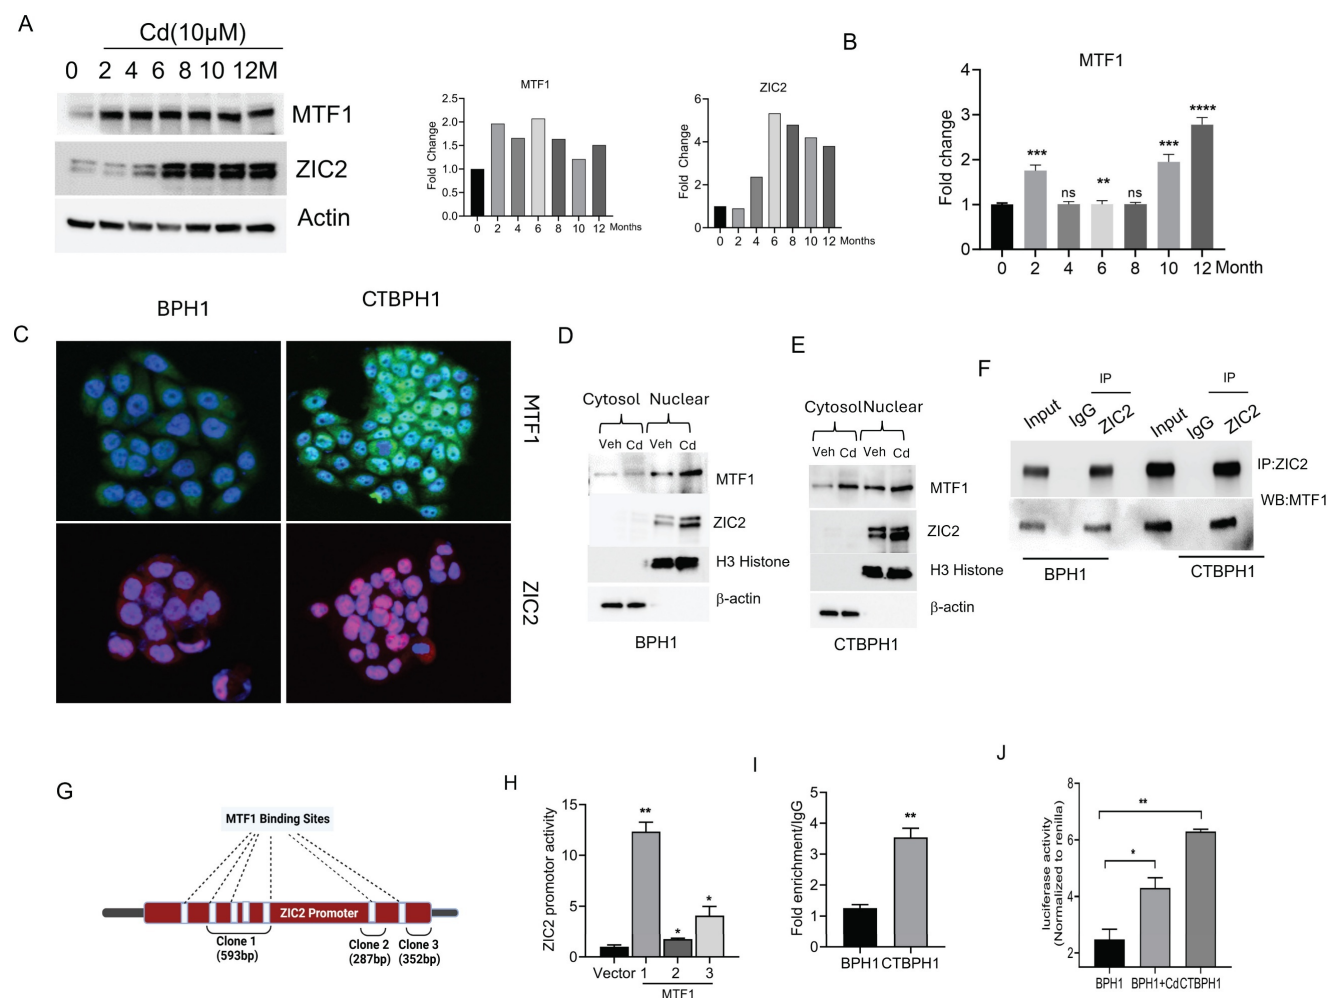 A
Cd(10µM)
0 2 4 6 8 10 12M
MTF1
ZIC2
Actin
MTF1
Fold Change
2.5
2.0
1.5
1.0
0.5
0.0
0 2 4 6 8 10 12 Months
ZIC2
Fold Change
6
4
2
0
0 2 4 6 8 10 12 Months
B
MTF1
Fold change
4
3
2
1
0
***
ns
**
ns
***
****
0 2 4 6 8 10 12 Month
C
BPH1
CTBPH1
MTF1
ZIC2
D
Cytosol Nuclear
Veh Cd Veh Cd
MTF1
ZIC2
H3 Histone
β-actin
BPH1
E
Cytosol Nuclear
Veh Cd Veh Cd
MTF1
ZIC2
H3 Histone
β-actin
CTBPH1
F
IP
IP
Input IgG ZIC2 Input IgG ZIC2
IP:ZIC2
WB:MTF1
BPH1
CTBPH1
G
MTF1 Binding Sites
ZIC2 Promoter
Clone 1
(593bp)
Clone 2
(287bp)
Clone 3
(352bp)
H
ZIC2 promotor activity
15
10
5
0
**
*
*
Vector 1 2 3
MTF1
I
Fold enrichment/IgG
5
4
3
2
1
0
**
BPH1 CTBPH1
J
luciferase activity
(Normalized to renilla)
8
6
4
2
**
*
BPH1 BPH1+Cd CTBPH1